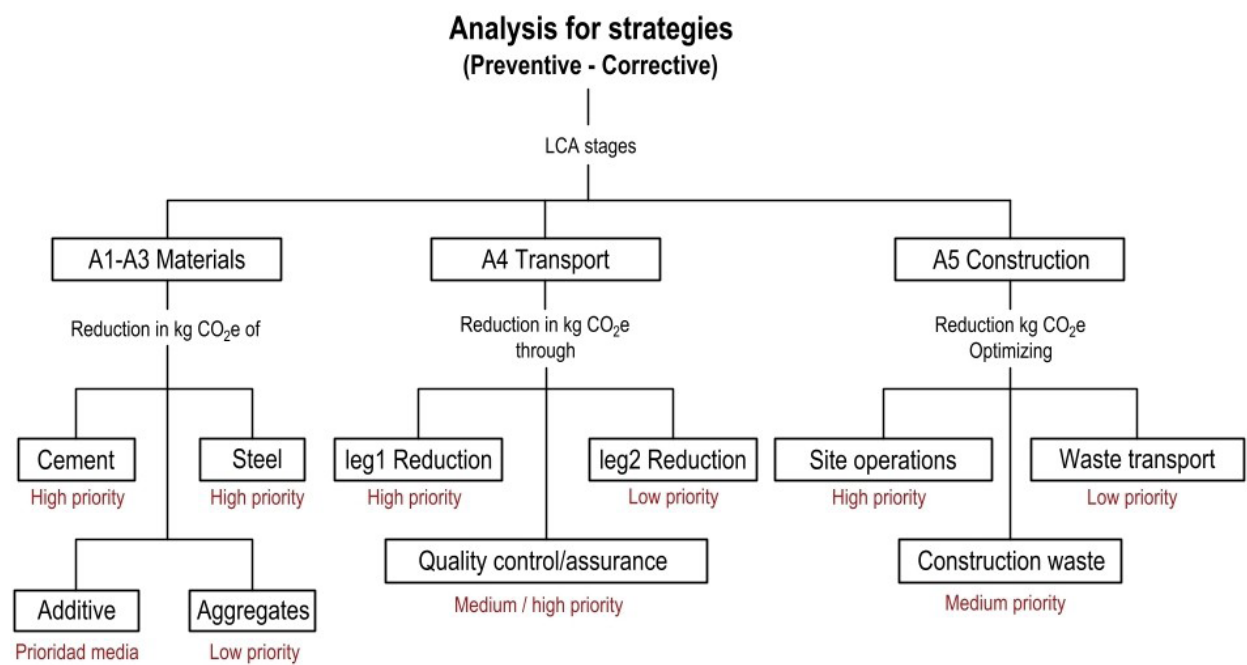 Analysis for strategies
(Preventive - Corrective)
LCA stages
A1-A3 Materials
A4 Transport
A5 Construction
Reduction in kg CO₂e of
Reduction in kg CO₂e
through
Reduction kg CO₂e
Optimizing
Cement
High priority
Steel
High priority
leg1 Reduction
High priority
leg2 Reduction
Low priority
Site operations
High priority
Waste transport
Low priority
Quality control/assurance
Medium / high priority
Construction waste
Medium priority
Additive
Prioridad media
Aggregates
Low priority